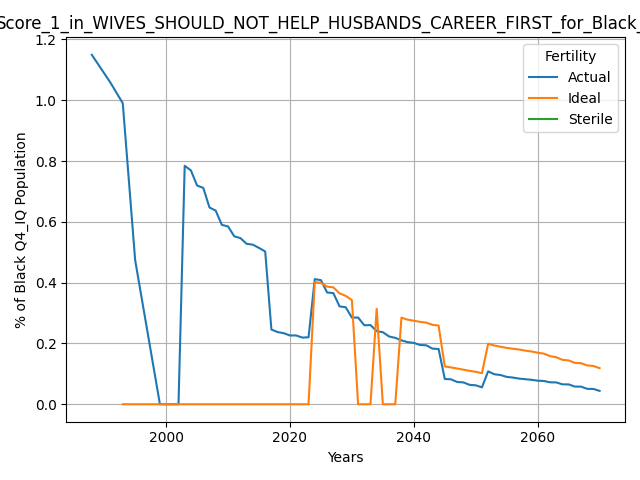 Score_1_in_WIVES_SHOULD_NOT_HELP_HUSBANDS_CAREER_FIRST_for_Black_
% of Black Q4_IQ Population
1.2
1.0
0.8
0.6
0.4
0.2
0.0
Fertility
Actual
Ideal
Sterile
2000
2020
2040
2060
Years